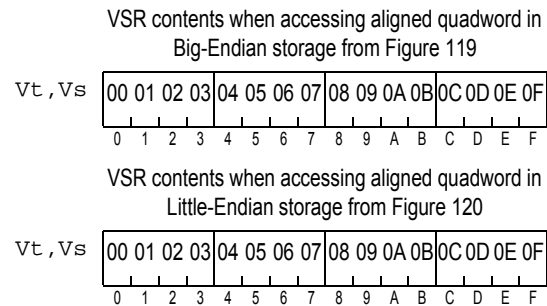 VSR contents when accessing aligned quadword in
Big-Endian storage from Figure 119
Vt,Vs 00 01 02 03 04 05 06 07 08 09 0A 0B 0C 0D 0E 0F
0 1 2 3 4 5 6 7 8 9 A B C D E F
VSR contents when accessing aligned quadword in
Little-Endian storage from Figure 120
Vt,Vs 00 01 02 03 04 05 06 07 08 09 0A 0B 0C 0D 0E 0F
0 1 2 3 4 5 6 7 8 9 A B C D E F